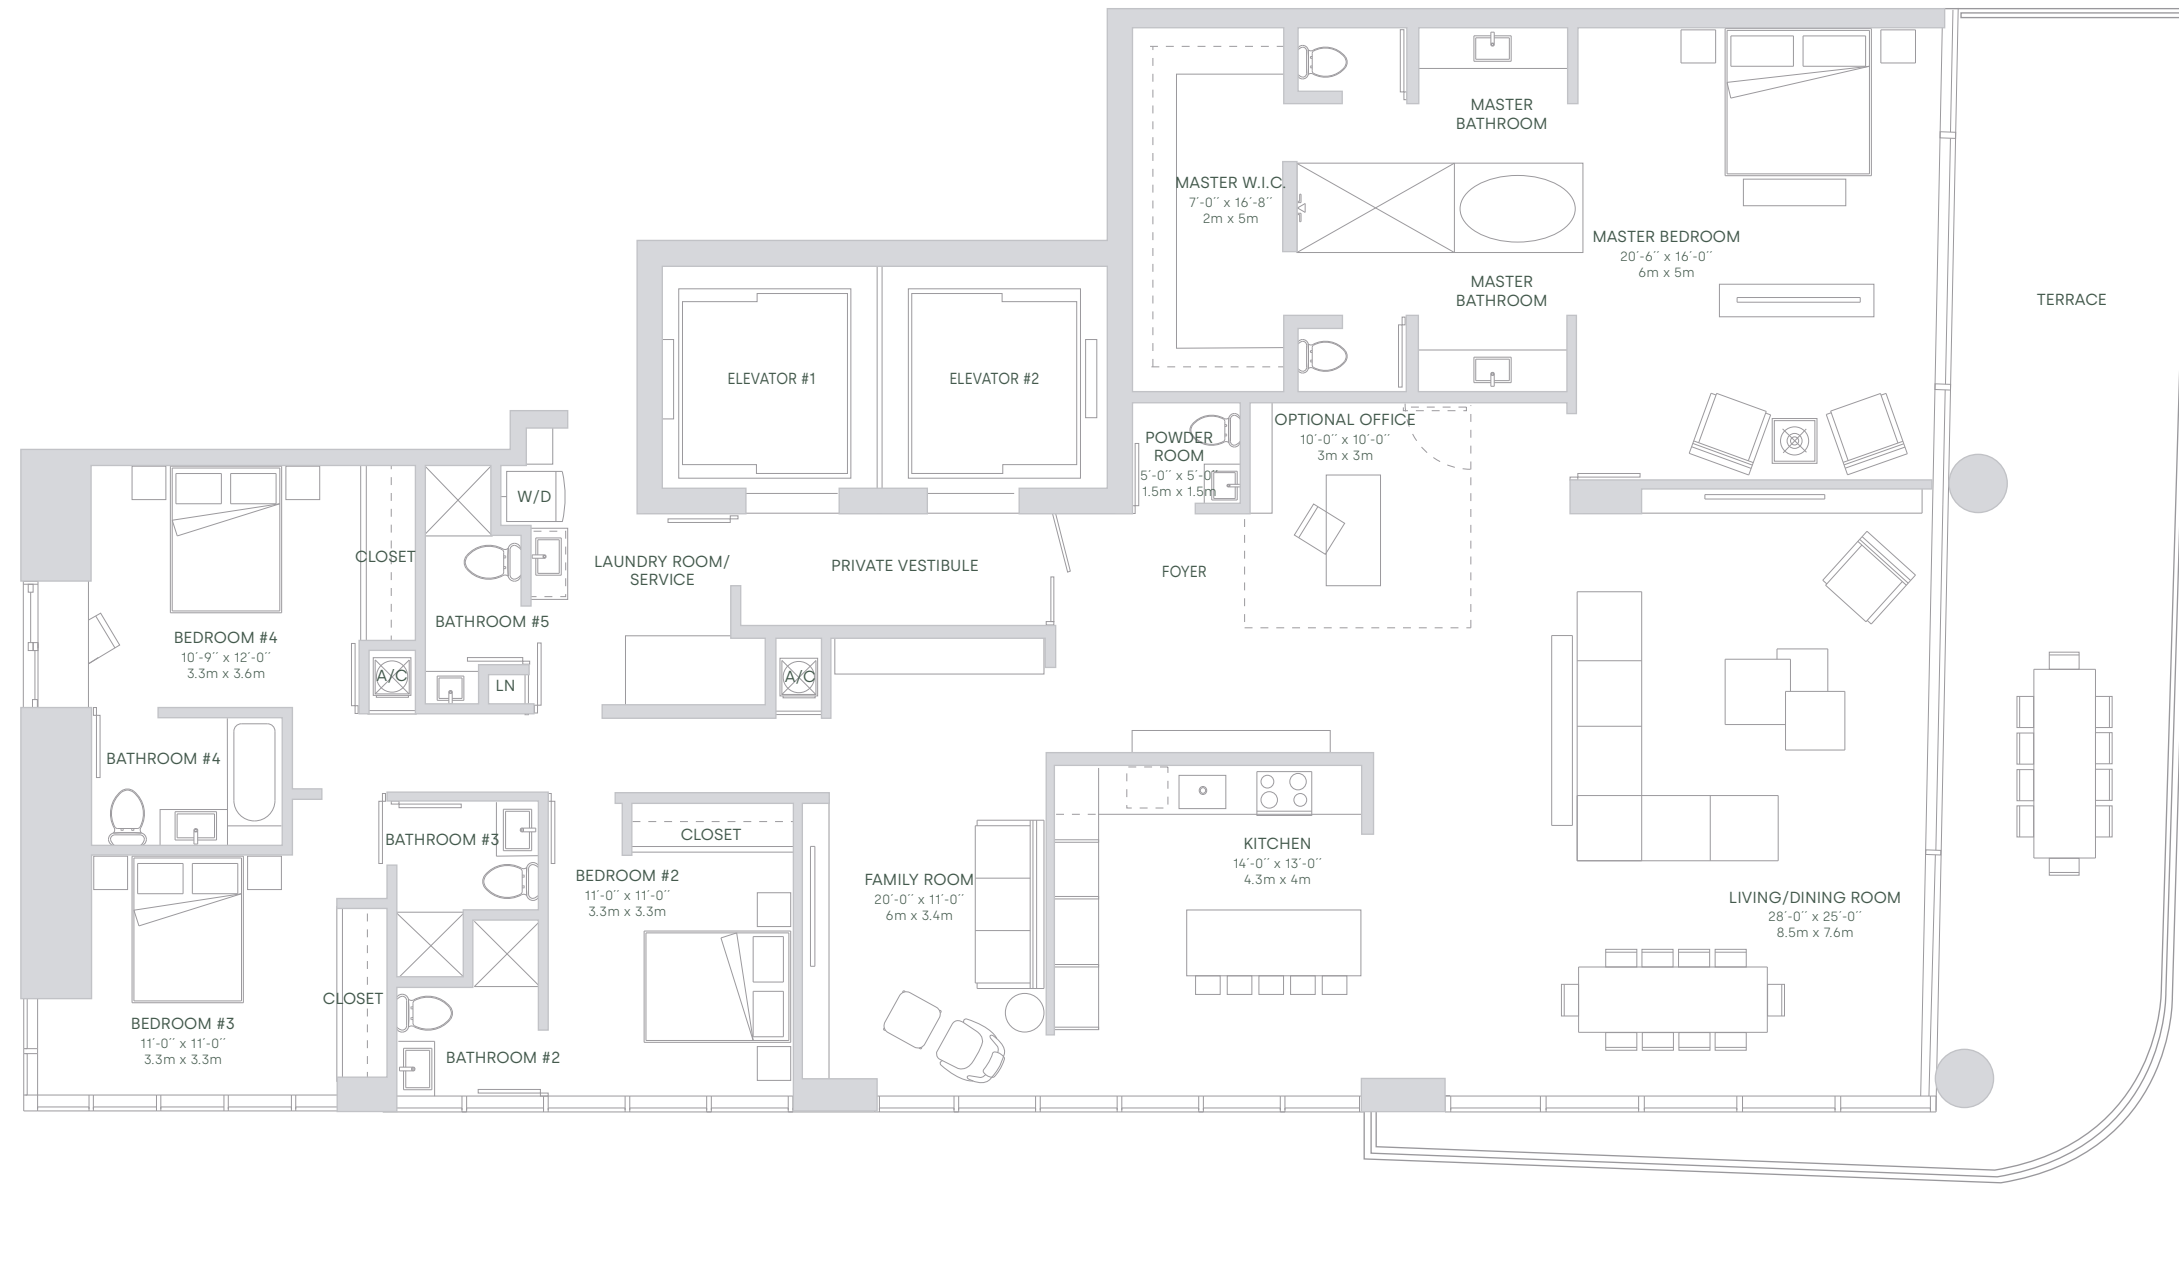 MASTER
BATHROOM
MASTER W.I.C.
7´-0´´ x 16´-8´´
2m x 5m
MASTER BEDROOM
20´-6´´ x 16´-0´´
6m x 5m
MASTER
BATHROOM
TERRACE
ELEVATOR #1
ELEVATOR #2
OPTIONAL OFFICE
10´-0´´ x 10´-0´´
3m x 3m
POWDER
ROOM
5´-0´´ x 5´-0´´
1.5m x 1.5m
W/D
CLOSET
LAUNDRY ROOM/
SERVICE
PRIVATE VESTIBULE
FOYER
BATHROOM #5
BEDROOM #4
10´-9´´ x 12´-0´´
3.3m x 3.6m
A/C
LN
A/C
BATHROOM #4
BATHROOM #3
CLOSET
KITCHEN
14´-0´´ x 13´-0´´
4.3m x 4m
BEDROOM #2
11´-0´´ x 11´-0´´
3.3m x 3.3m
FAMILY ROOM
20´-0´´ x 11´-0´´
6m x 3.4m
LIVING/DINING ROOM
28´-0´´ x 25´-0´´
8.5m x 7.6m
CLOSET
BEDROOM #3
11´-0´´ x 11´-0´´
3.3m x 3.3m
BATHROOM #2